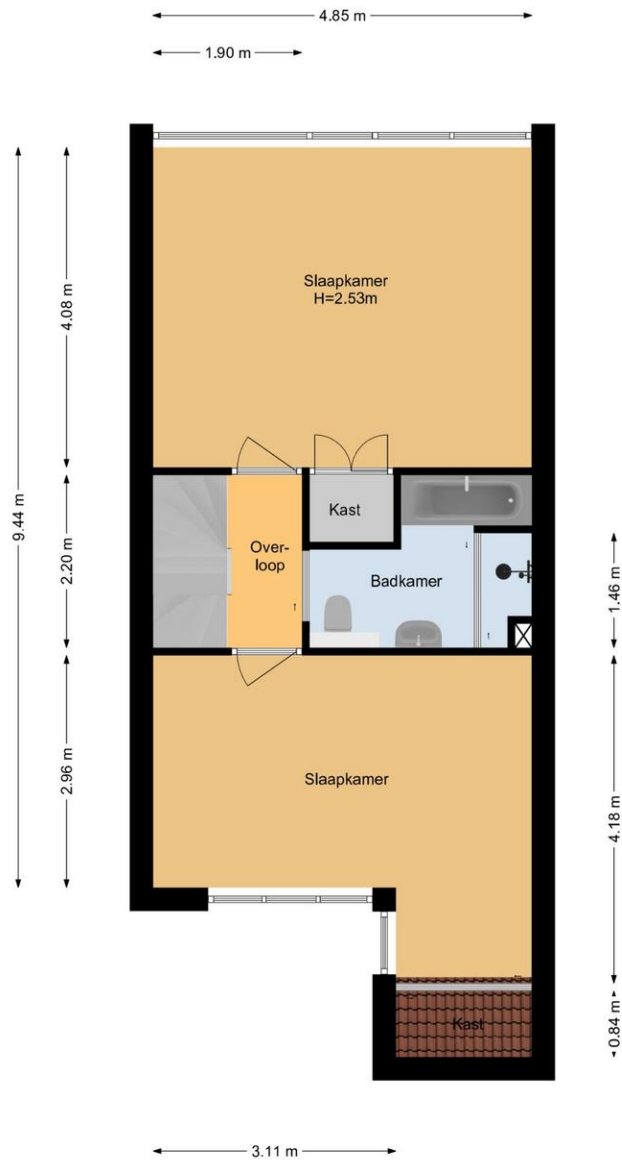 4.85 m
1.90 m
Slaapkamer
H=2.53m
4.08 m
9.44 m
2.20 m
Kast
Over-
loop
Badkamer
1.46 m
2.96 m
Slaapkamer
4.18 m
Kast
0.84 m
3.11 m